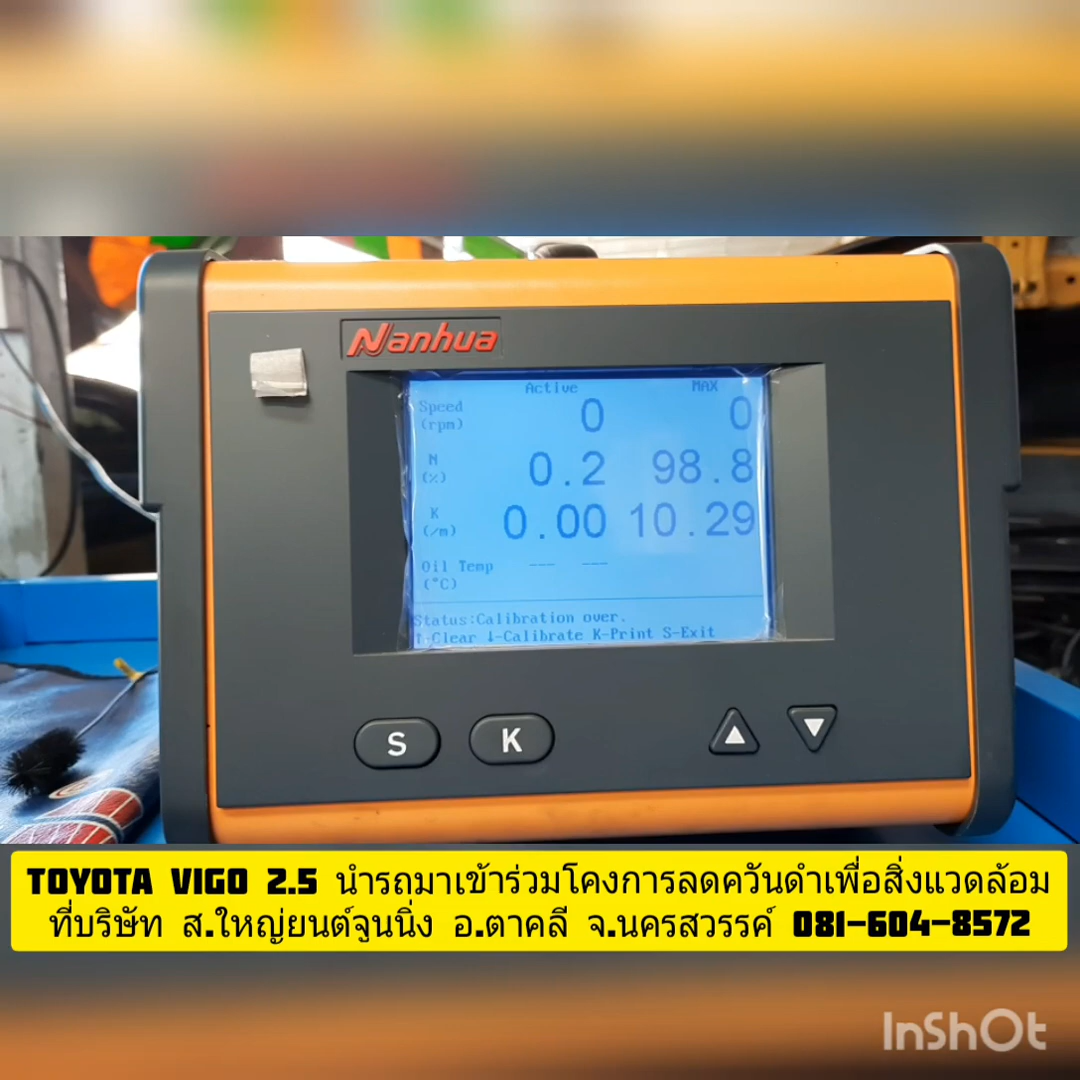 Nanhua
Active MAX
Speed (rpm) 0 0
N (%) 0.2 98.8
K (/m) 0.00 10.29
Oil Temp (°C) --- ---
Status:Calibration over.
↑-Clear ↓-Calibrate K-Print S-Exit
S K ▲ ▼
TOYOTA VIGO 2.5 นำรถมาเข้าร่วมโคงการลดควันดำเพื่อสิ่งแวดล้อม
ที่บริษัท ส.ใหญ่ยนต์จูนนิ่ง อ.ตาคลี จ.นครสวรรค์ 081-604-8572
InShOt